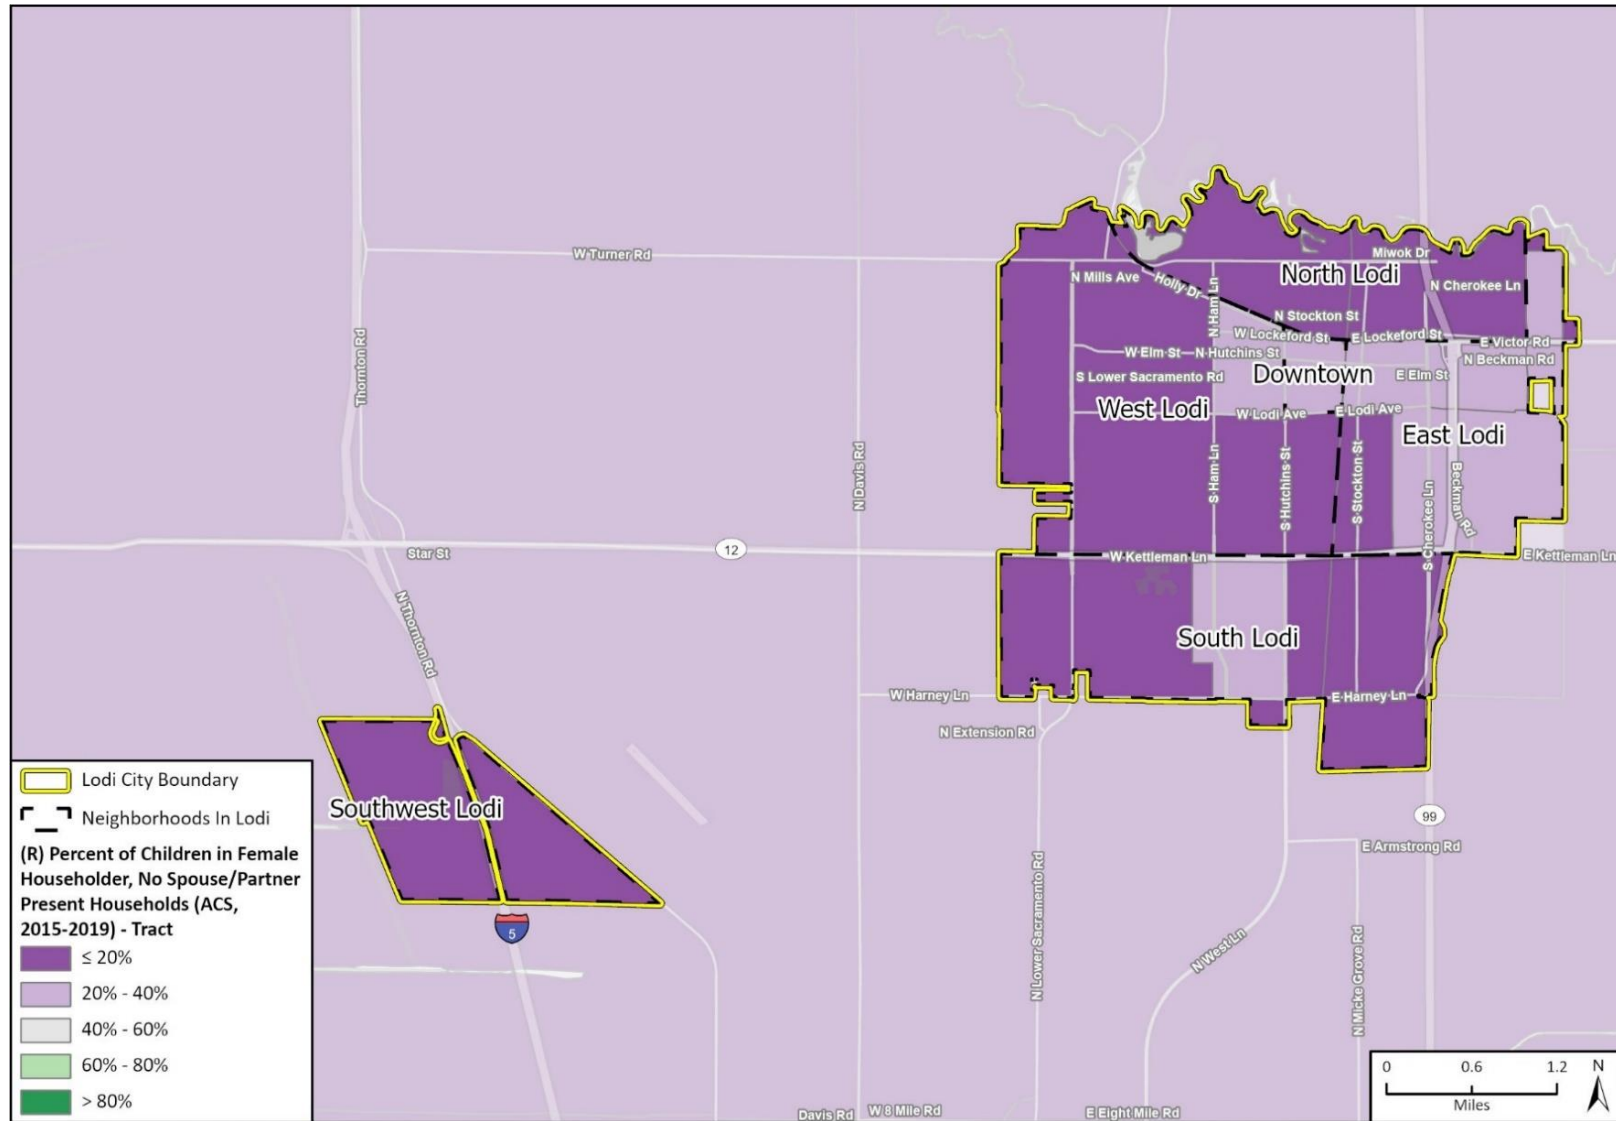 W Turner Rd
Miwok Dr
North Lodi
N Mills Ave
Holly Dr
N Ham Ln
N Cherokee Ln
N Stockton St
W Lockeford St
E Lockeford St
E Victor Rd
W Elm St
N Hutchins St
N Beckman Rd
Downtown
E Elm St
S Lower Sacramento Rd
West Lodi
W Lodi Ave
E Lodi Ave
East Lodi
Thornton Rd
N Davis Rd
S Ham Ln
S Hutchins St
S Stockton St
S Cherokee Ln
Beckman Rd
Star St
12
W Kettleman Ln
E Kettleman Ln
N Thornton Rd
South Lodi
W Harney Ln
E Harney Ln
N Extension Rd
Southwest Lodi
99
E Armstrong Rd
5
N Lower Sacramento Rd
N West Ln
N Micke Grove Rd
Davis Rd
W 8 Mile Rd
E Eight Mile Rd
Lodi City Boundary
Neighborhoods In Lodi
(R) Percent of Children in Female
Householder, No Spouse/Partner
Present Households (ACS,
2015-2019) - Tract
≤ 20%
20% - 40%
40% - 60%
60% - 80%
> 80%
0 0.6 1.2
Miles
N